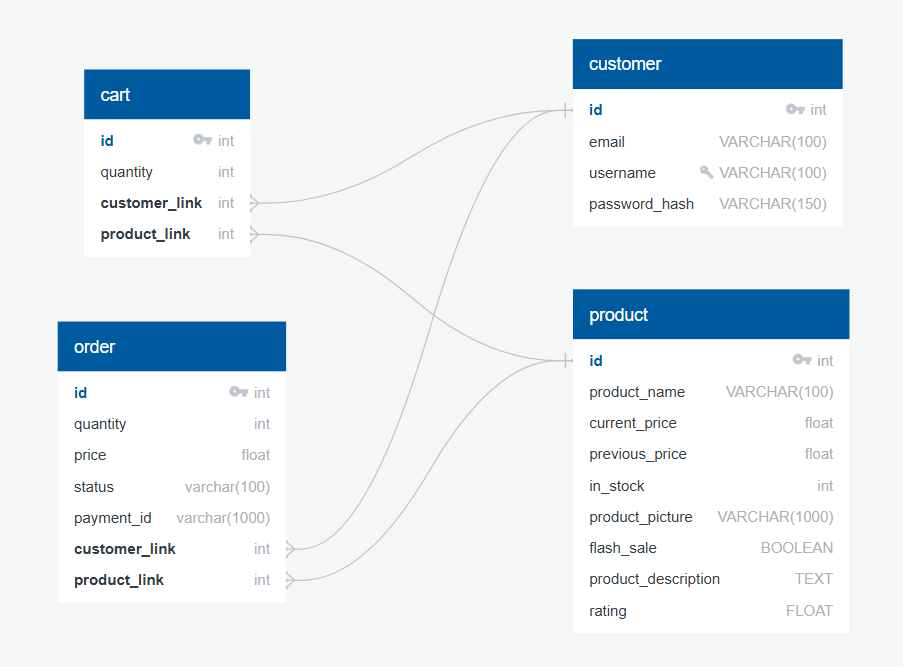 cart
id int
quantity int
customer_link int
product_link int
customer
id int
email VARCHAR(100)
username VARCHAR(100)
password_hash VARCHAR(150)
order
id int
quantity int
price float
status varchar(100)
payment_id varchar(1000)
customer_link int
product_link int
product
id int
product_name VARCHAR(100)
current_price float
previous_price float
in_stock int
product_picture VARCHAR(1000)
flash_sale BOOLEAN
product_description TEXT
rating FLOAT